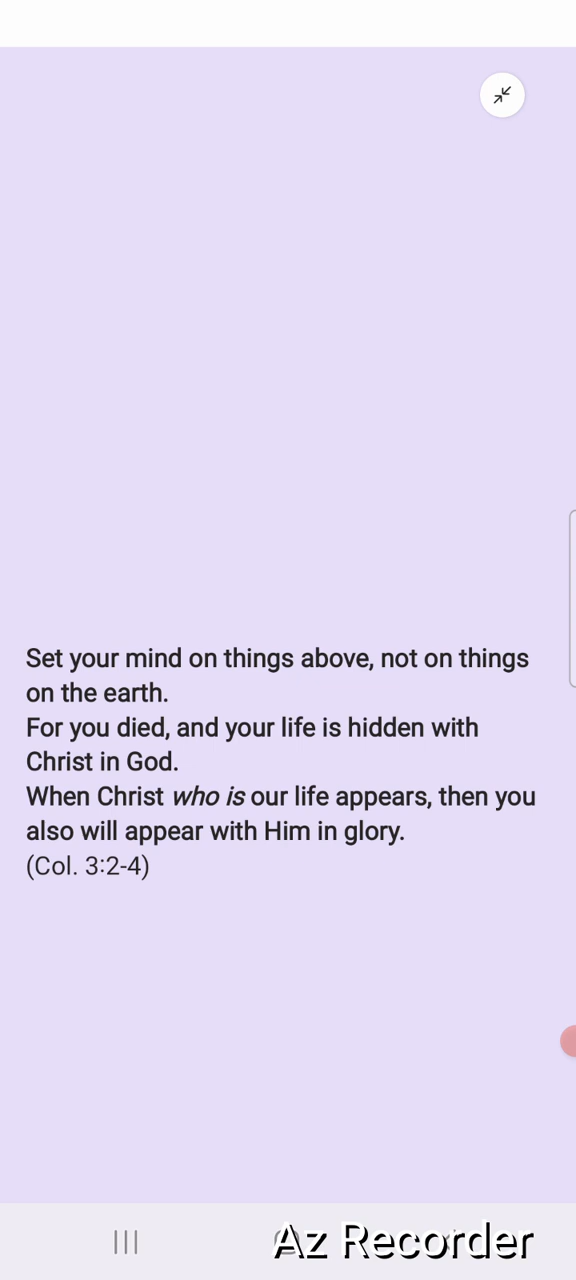 Set your mind on things above, not on things
on the earth.
For you died, and your life is hidden with
Christ in God.
When Christ who is our life appears, then you
also will appear with Him in glory.
(Col. 3:2-4)
Az Recorder